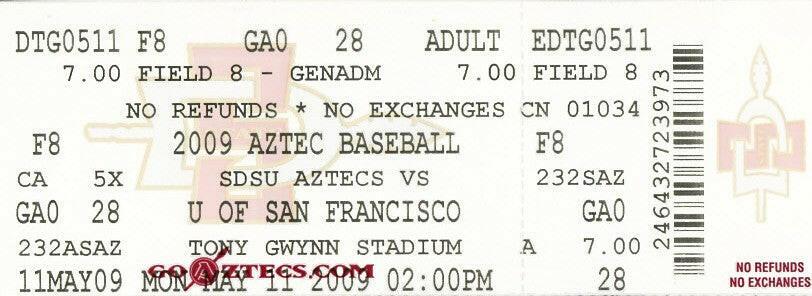 DTG0511 F8 GA0 28 ADULT EDTG0511
7.00 FIELD 8 - GENADM 7.00 FIELD 8
NO REFUNDS * NO EXCHANGES CN 01034
F8 2009 AZTEC BASEBALL F8
CA 5X SDSU AZTECS VS 232SAZ
GA0 28 U OF SAN FRANCISCO GA0
232ASAZ TONY GWYNN STADIUM A 7.00
11MAY09 MON MAY 11 2009 02:00PM 28
GOAZTECS.COM
2464327723973
NO REFUNDS
NO EXCHANGES